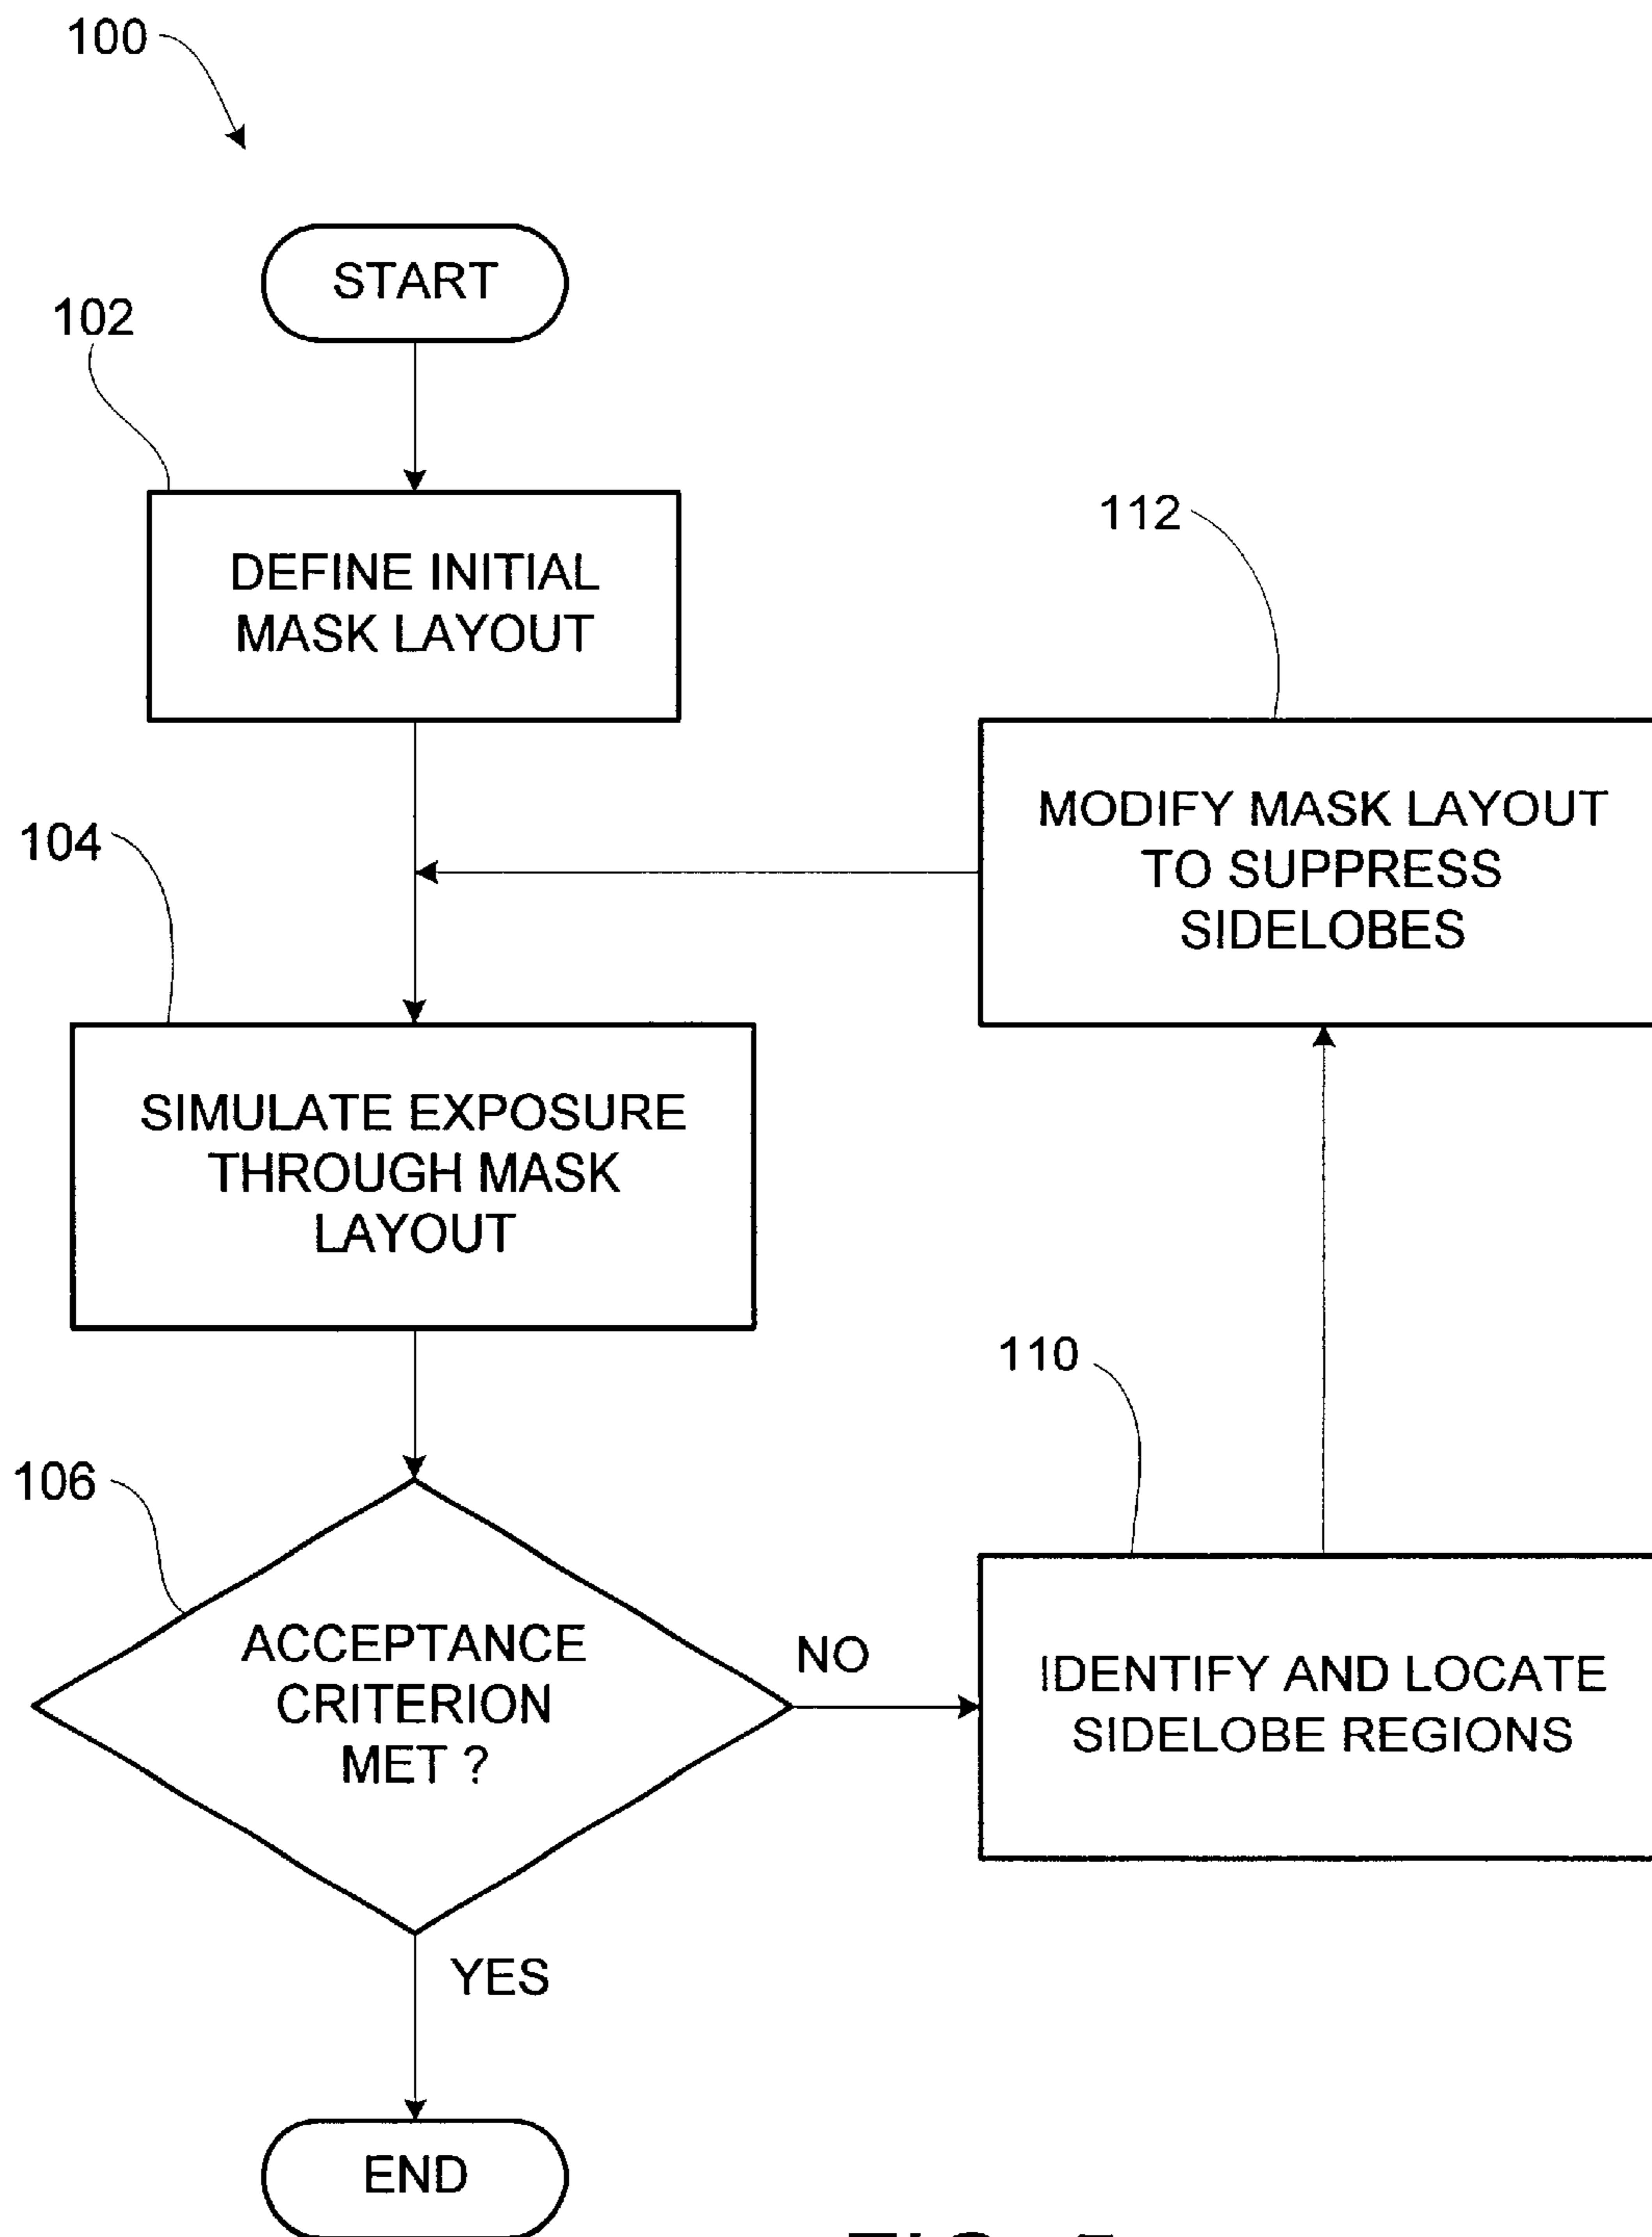 100
START
102
DEFINE INITIAL
MASK LAYOUT
112
MODIFY MASK LAYOUT
TO SUPPRESS
SIDELOBES
104
SIMULATE EXPOSURE
THROUGH MASK
LAYOUT
110
106
ACCEPTANCE
CRITERION
MET ?
NO
IDENTIFY AND LOCATE
SIDELOBE REGIONS
YES
END